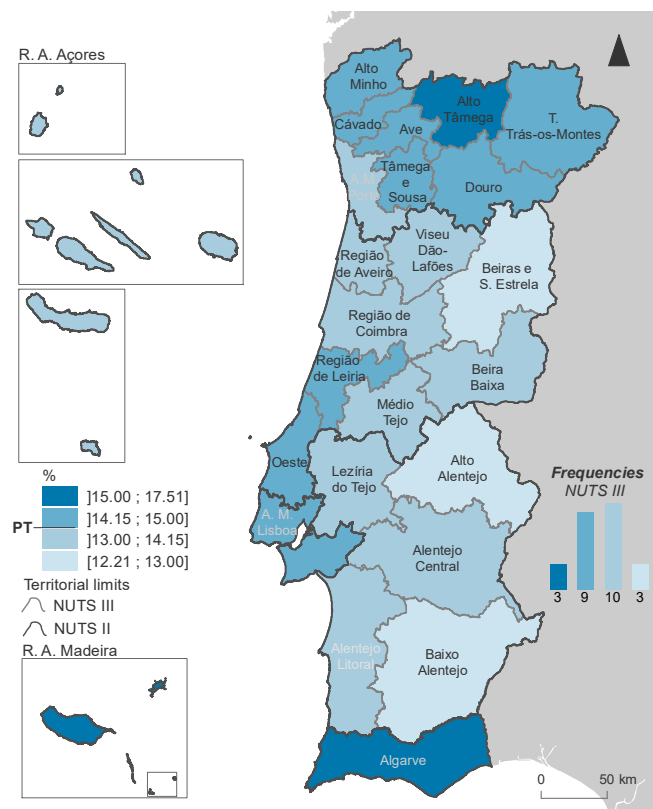 R. A. Açores
Alto
Minho
Alto
Tâmega
T.
Trás-os-Montes
Cávado
Ave
A. M.
Porto
Tâmega
e
Sousa
Douro
Viseu
Dão-
Lafões
Região
de Aveiro
Beiras e
S. Estrela
Região de
Coimbra
Região
de Leiria
Beira
Baixa
Médio
Tejo
Oeste
Lezíria
do Tejo
Alto
Alentejo
A. M.
Lisboa
Alentejo
Central
Alentejo
Litoral
Baixo
Alentejo
Algarve
%
]15.00 ; 17.51]
]14.15 ; 15.00]
PT
]13.00 ; 14.15]
[12.21 ; 13.00]
Territorial limits
NUTS III
NUTS II
R. A. Madeira
Frequencies
NUTS III
3 9 10 3
0 50 km